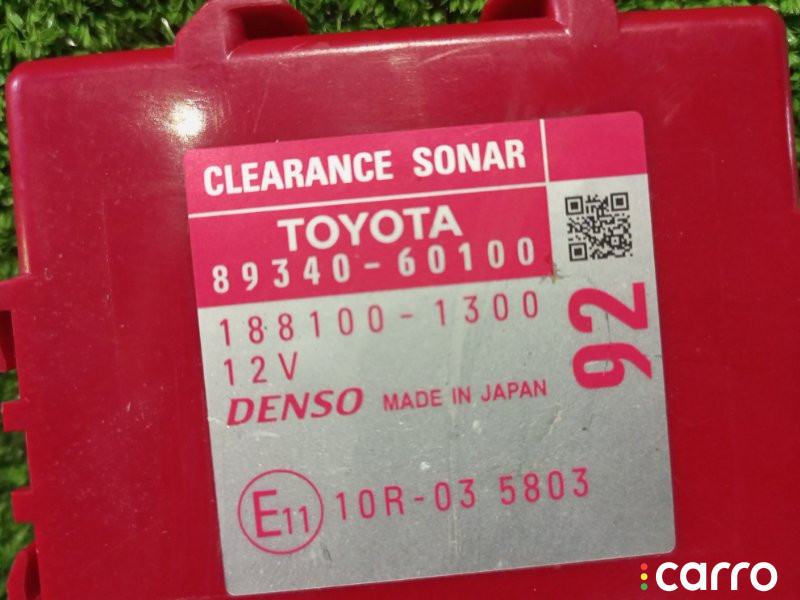 CLEARANCE SONAR
TOYOTA
89340-60100
188100-1300
12V
92
DENSO MADE IN JAPAN
E11 10R-03 5803
carro